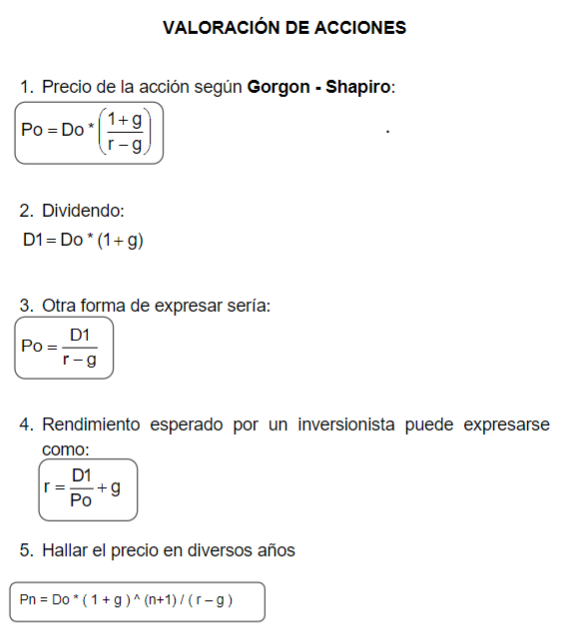 VALORACIÓN DE ACCIONES
1. Precio de la acción según Gorgon - Shapiro:
Po = Do * (1 + g / r − g)
2. Dividendo:
D1 = Do * (1 + g)
3. Otra forma de expresar sería:
Po = D1 / r − g
4. Rendimiento esperado por un inversionista puede expresarse
como:
r = D1 / Po + g
5. Hallar el precio en diversos años
Pn = Do * ( 1 + g ) ^ (n+1) / ( r – g )